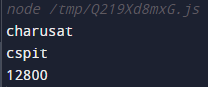 node /tmp/Q219Xd8mxG.js
charusat
cspit
12800